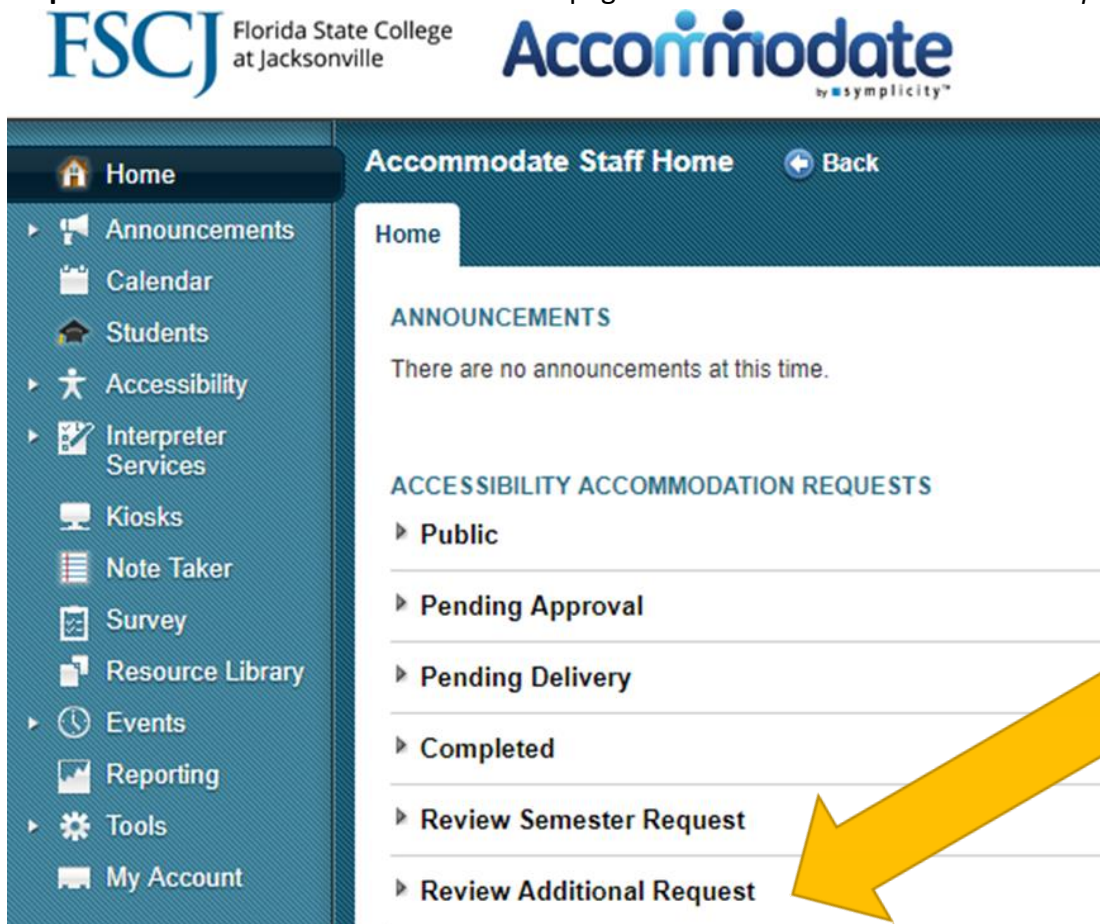 FSCJ Florida State College
at Jacksonville
Accommodate
by symplicity™
Accommodate Staff Home Back
Home
Home
Announcements
Calendar
Students
Accessibility
Interpreter
Services
Kiosks
Note Taker
Survey
Resource Library
Events
Reporting
Tools
My Account
ANNOUNCEMENTS
There are no announcements at this time.
ACCESSIBILITY ACCOMMODATION REQUESTS
Public
Pending Approval
Pending Delivery
Completed
Review Semester Request
Review Additional Request